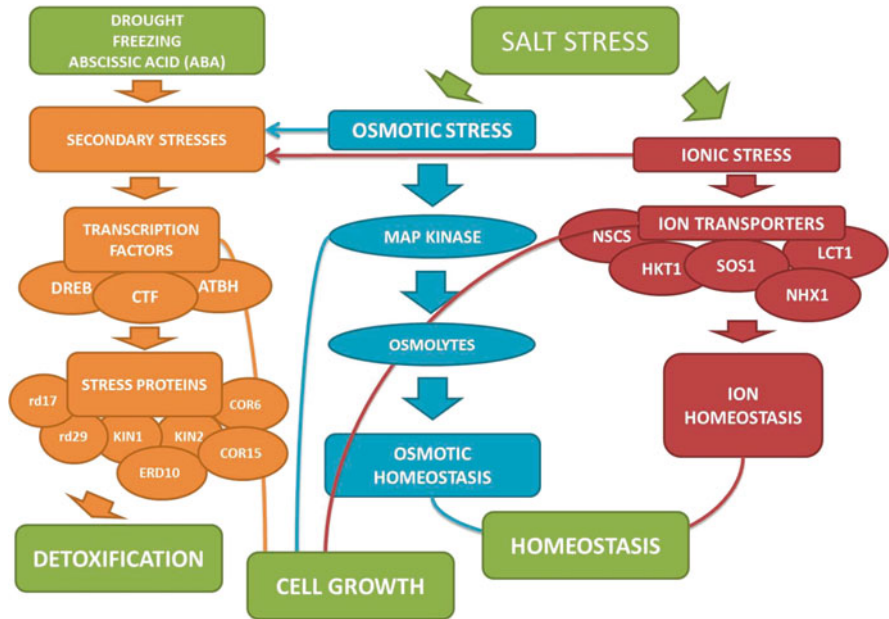 DROUGHT
FREEZING
ABSCISSIC ACID (ABA)
SALT STRESS
SECONDARY STRESSES
OSMOTIC STRESS
IONIC STRESS
TRANSCRIPTION
FACTORS
DREB
CTF
ATBH
MAP KINASE
ION TRANSPORTERS
NSCS
HKT1
SOS1
LCT1
NHX1
OSMOLYTES
STRESS PROTEINS
rd17
rd29
KIN1
KIN2
COR6
COR15
ERD10
OSMOTIC
HOMEOSTASIS
ION
HOMEOSTASIS
DETOXIFICATION
CELL GROWTH
HOMEOSTASIS